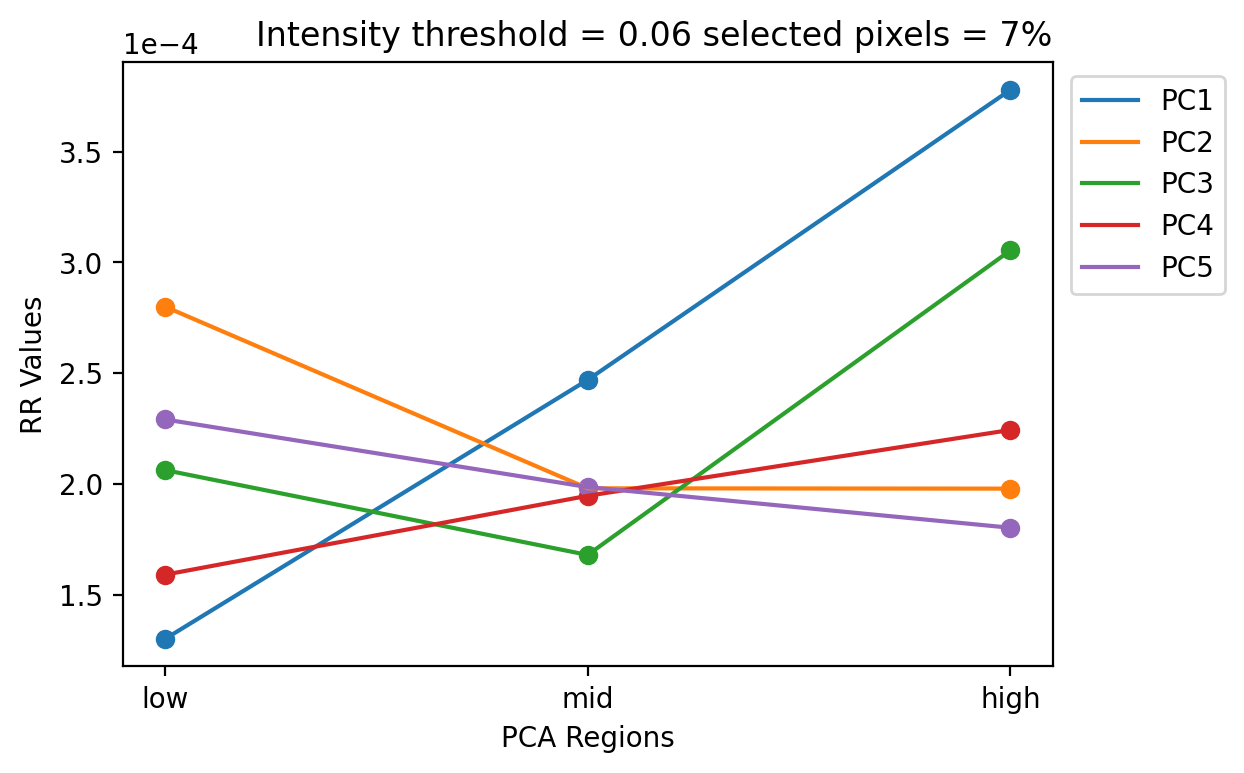 Intensity threshold = 0.06 selected pixels = 7%
1e−4
3.5
3.0
2.5
2.0
1.5
RR Values
low
mid
high
PCA Regions
PC1
PC2
PC3
PC4
PC5